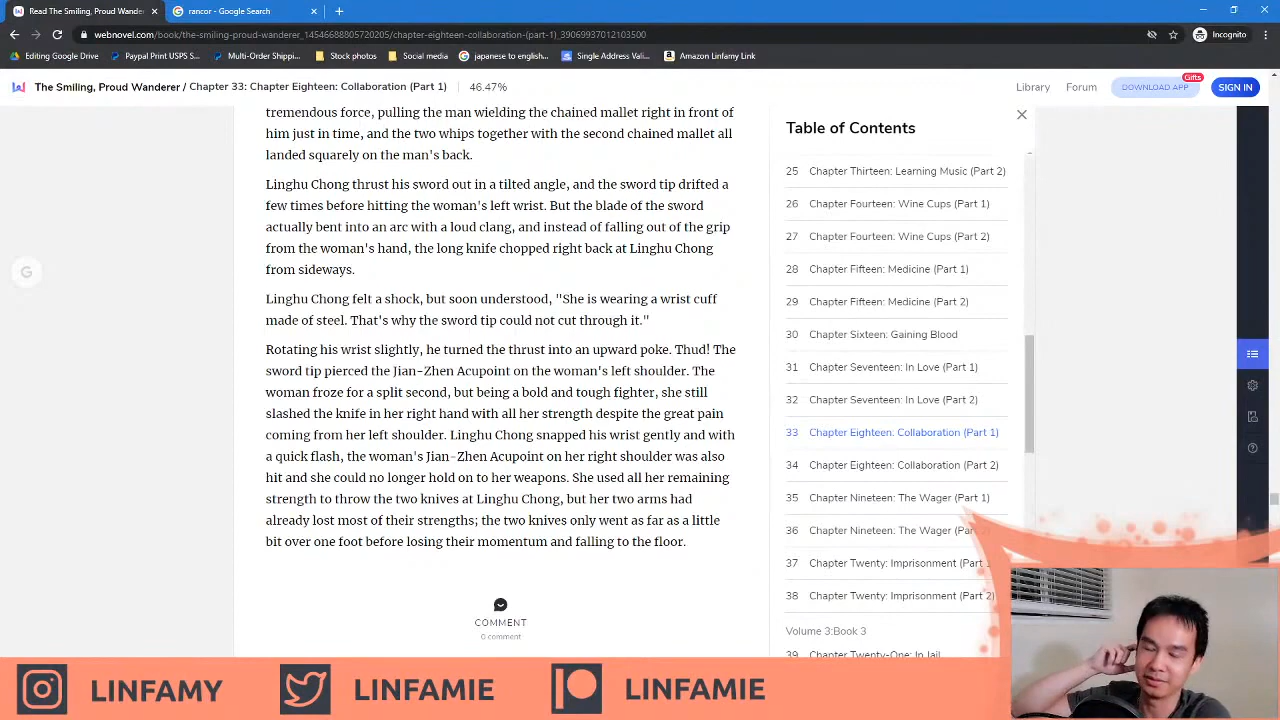 Read The Smiling, Proud Wander
rancor - Google Search
webnovel.com/book/the-smiling-proud-wanderer_14546688805720205/chapter-eighteen-collaboration-(part-1)_39069937012103500
Incognito
Editing Google Drive
Paypal Print USPS S...
Multi-Order Shippi...
Stock photos
Social media
japanese to english...
Single Address Vali...
Amazon Linfamy Link
The Smiling, Proud Wanderer / Chapter 33: Chapter Eighteen: Collaboration (Part 1)
46.47%
Library
Forum
DOWNLOAD APP
Gifts
SIGN IN
tremendous force, pulling the man wielding the chained mallet right in front of
him just in time, and the two whips together with the second chained mallet all
landed squarely on the man's back.
Linghu Chong thrust his sword out in a tilted angle, and the sword tip drifted a
few times before hitting the woman's left wrist. But the blade of the sword
actually bent into an arc with a loud clang, and instead of falling out of the grip
from the woman's hand, the long knife chopped right back at Linghu Chong
from sideways.
Linghu Chong felt a shock, but soon understood, "She is wearing a wrist cuff
made of steel. That's why the sword tip could not cut through it."
Rotating his wrist slightly, he turned the thrust into an upward poke. Thud! The
sword tip pierced the Jian-Zhen Acupoint on the woman's left shoulder. The
woman froze for a split second, but being a bold and tough fighter, she still
slashed the knife in her right hand with all her strength despite the great pain
coming from her left shoulder. Linghu Chong snapped his wrist gently and with
a quick flash, the woman's Jian-Zhen Acupoint on her right shoulder was also
hit and she could no longer hold on to her weapons. She used all her remaining
strength to throw the two knives at Linghu Chong, but her two arms had
already lost most of their strengths; the two knives only went as far as a little
bit over one foot before losing their momentum and falling to the floor.
COMMENT
0 comment
Table of Contents
25 Chapter Thirteen: Learning Music (Part 2)
26 Chapter Fourteen: Wine Cups (Part 1)
27 Chapter Fourteen: Wine Cups (Part 2)
28 Chapter Fifteen: Medicine (Part 1)
29 Chapter Fifteen: Medicine (Part 2)
30 Chapter Sixteen: Gaining Blood
31 Chapter Seventeen: In Love (Part 1)
32 Chapter Seventeen: In Love (Part 2)
33 Chapter Eighteen: Collaboration (Part 1)
34 Chapter Eighteen: Collaboration (Part 2)
35 Chapter Nineteen: The Wager (Part 1)
36 Chapter Nineteen: The Wager (Par
37 Chapter Twenty: Imprisonment (Part
38 Chapter Twenty: Imprisonment (Part 2)
Volume 3:Book 3
39 Chapter Twenty-One: In Jail
LINFAMY
LINFAMIE
LINFAMIE